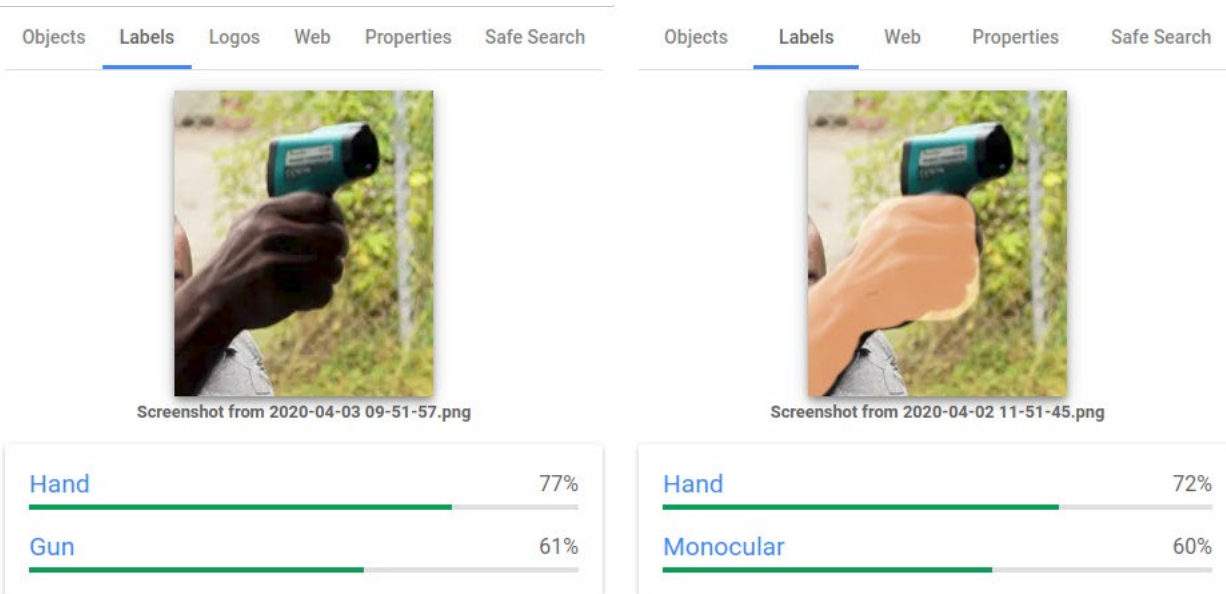 Objects Labels Logos Web Properties Safe Search
Screenshot from 2020-04-03 09-51-57.png
Hand 77%
Gun 61%
Objects Labels Web Properties Safe Search
Screenshot from 2020-04-02 11-51-45.png
Hand 72%
Monocular 60%